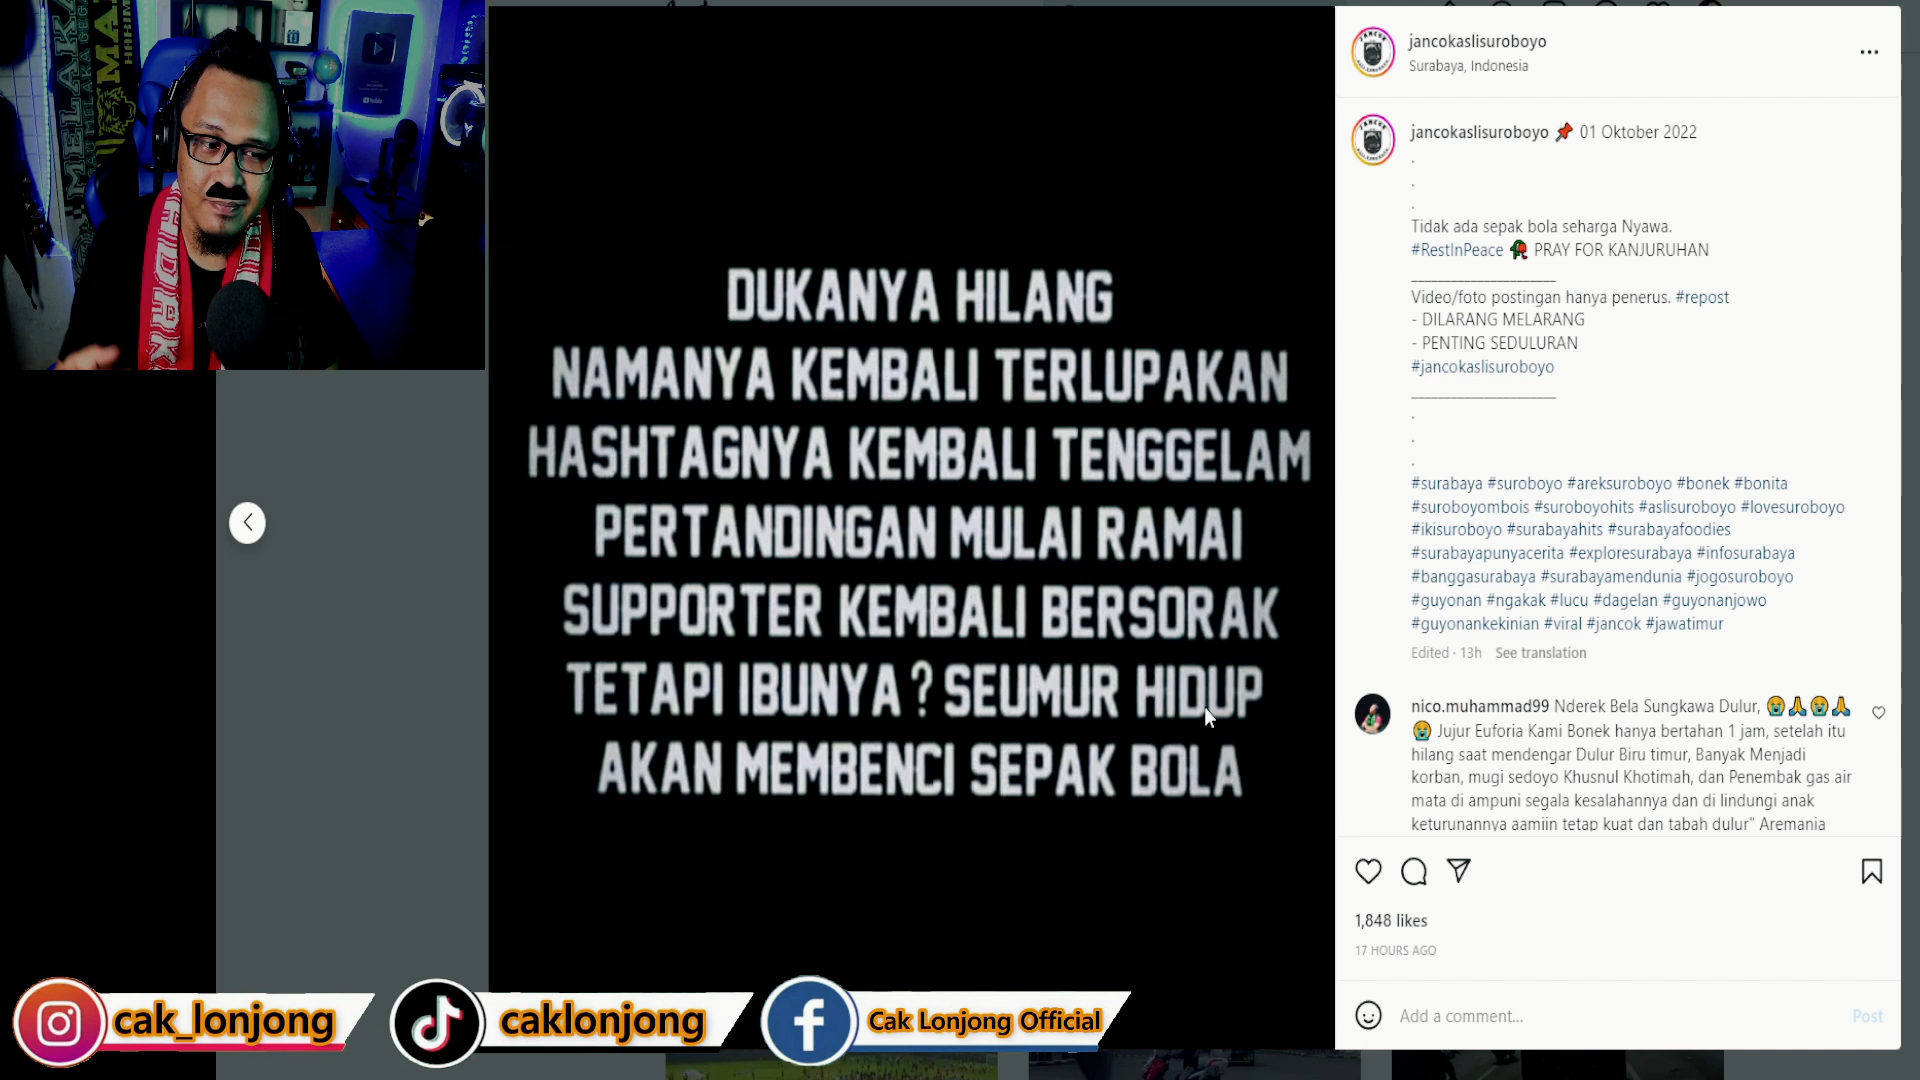 MELAKA
HARIMAU MELAKA
YouTube
HIDAK
DUKANYA HILANG
NAMANYA KEMBALI TERLUPAKAN
HASHTAGNYA KEMBALI TENGGELAM
PERTANDINGAN MULAI RAMAI
SUPPORTER KEMBALI BERSORAK
TETAPI IBUNYA? SEUMUR HIDUP
AKAN MEMBENCI SEPAK BOLA
jancokaslisuroboyo
Surabaya, Indonesia
jancokaslisuroboyo 📌 01 Oktober 2022
.
.
.
Tidak ada sepak bola seharga Nyawa.
#RestInPeace 🥀 PRAY FOR KANJURUHAN
______________________
Video/foto postingan hanya penerus. #repost
- DILARANG MELARANG
- PENTING SEDULURAN
#jancokaslisuroboyo
______________________
.
.
.
#surabaya #suroboyo #areksuroboyo #bonek #bonita
#suroboyombois #suroboyohits #aslisuroboyo #lovesuroboyo
#ikisuroboyo #surabayahits #surabayafoodies
#surabayapunyacerita #exploresurabaya #infosurabaya
#banggasurabaya #surabayamendunia #jogosuroboyo
#guyonan #ngakak #lucu #dagelan #guyonanjowo
#guyonankekinian #viral #jancok #jawatimur
Edited · 13h See translation
nico.muhammad99 Nderek Bela Sungkawa Dulur, 😭🙏😭🙏
😭 Jujur Euforia Kami Bonek hanya bertahan 1 jam, setelah itu
hilang saat mendengar Dulur Biru timur, Banyak Menjadi
korban, mugi sedoyo Khusnul Khotimah, dan Penembak gas air
mata di ampuni segala kesalahannya dan di lindungi anak
keturunannya aamiin tetap kuat dan tabah dulur" Aremania
1,848 likes
17 HOURS AGO
Add a comment...
Post
cak_lonjong
caklonjong
Cak Lonjong Official